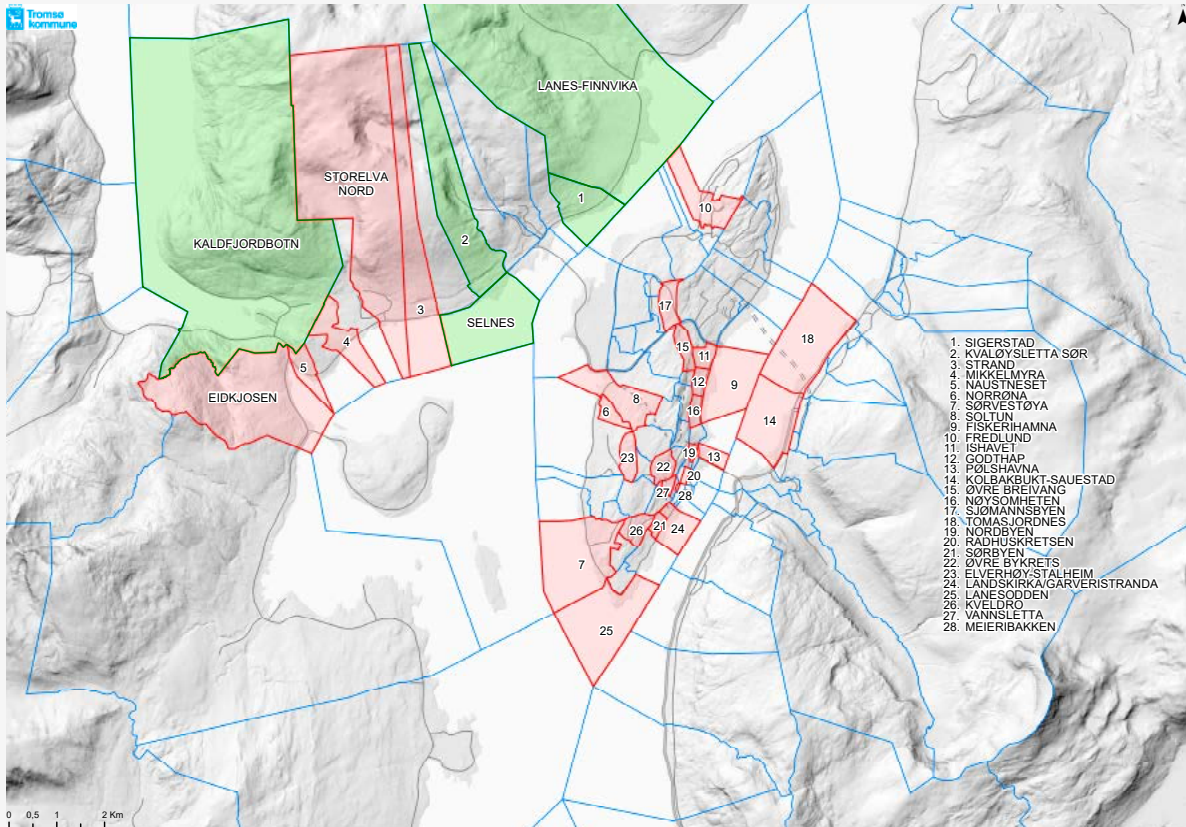 Tromsø
kommune
LANES-FINNVIKA
STORELVA
NORD
1
10
KALDFJORDBOTN
2
3
SELNES
17
18
4
15
11
5
12
9
EIDKJOSEN
8
6
16
14
23
19
13
22
20
27
28
26
21
24
7
25
1. SIGERSTAD
2. KVALØYSLETTA SØR
3. STRAND
4. MIKKELMYRA
5. NAUSTNESET
6. NORRØNA
7. SØRVESTØYA
8. SOLTUN
9. FISKERIHAMNA
10. FREDLUND
11. ISHAVET
12. GODTHAP
13. PØLSHAVNA
14. KOLBAKBUKT-SAUESTAD
15. ØVRE BREIVANG
16. NØYSOMHETEN
17. SJØMANNSBYEN
18. TOMASJORDNES
19. NORDBYEN
20. RADHUSKRETSEN
21. SØRBYEN
22. ØVRE BYKRETS
23. ELVERHØY-STALHEIM
24. LANDSKIRKA/GARVERISTRANDA
25. LANESODDEN
26. KVELDRO
27. VANNSLETTA
28. MEIERIBAKKEN
0 0,5 1 2 Km